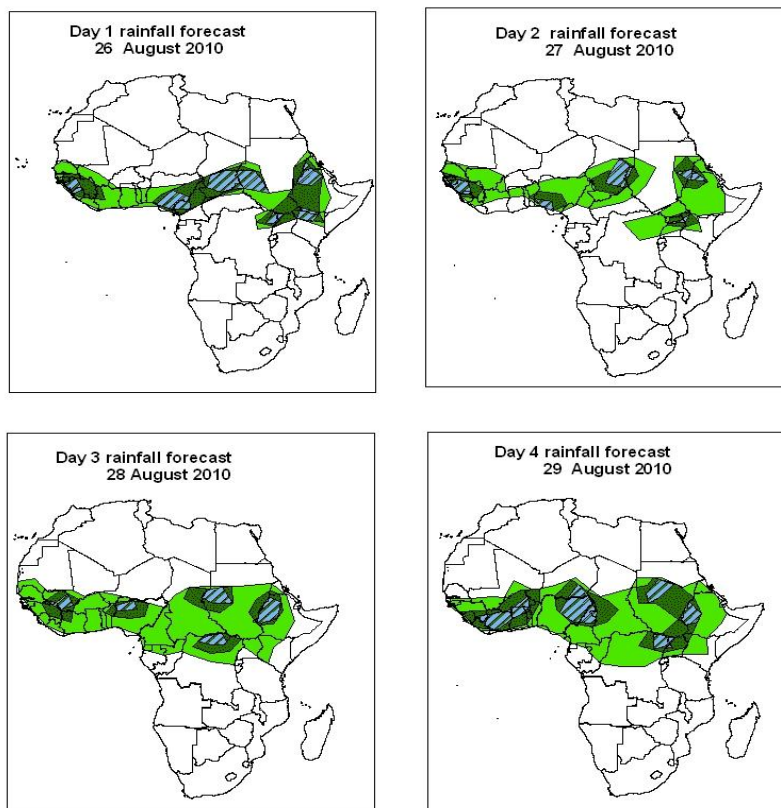 Day 1 rainfall forecast
26 August 2010
Day 2 rainfall forecast
27 August 2010
Day 3 rainfall forecast
28 August 2010
Day 4 rainfall forecast
29 August 2010